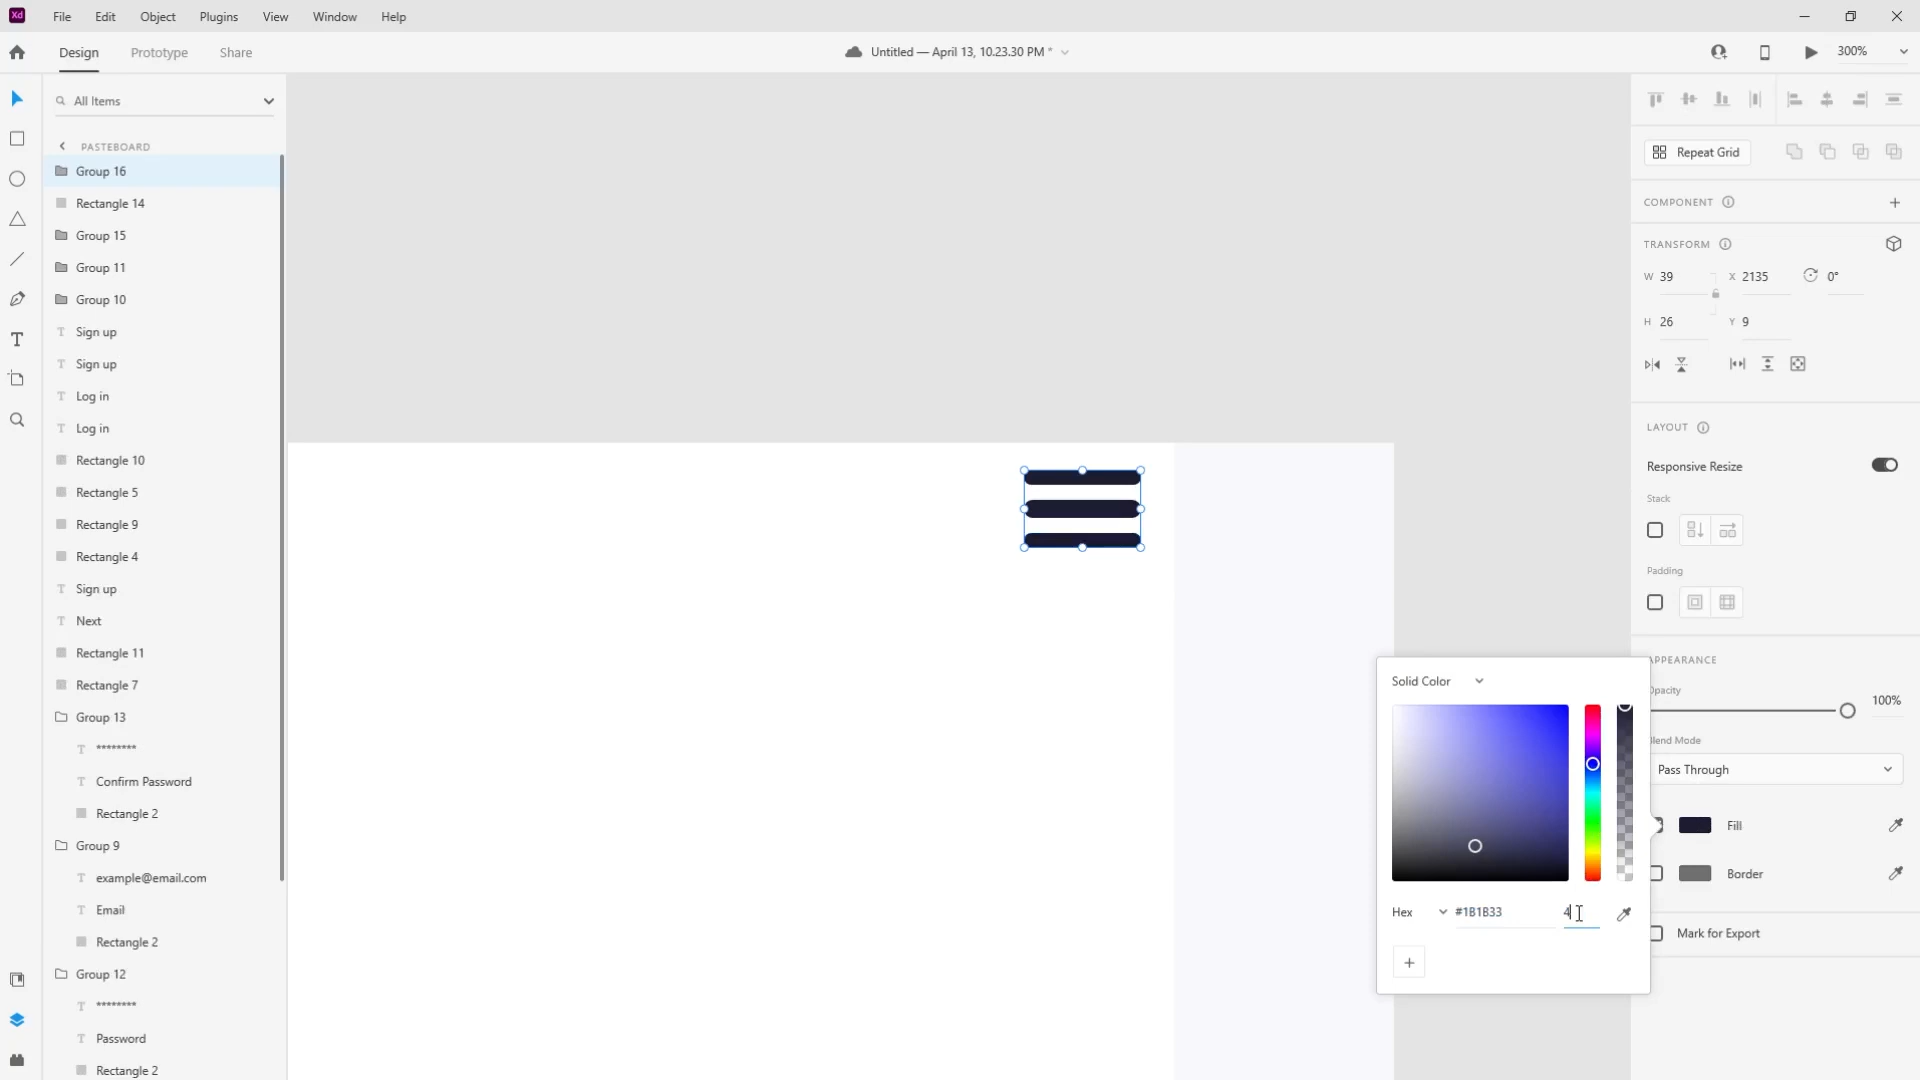 Xd File Edit Object Plugins View Window Help
Design Prototype Share Untitled — April 13, 10.23.30 PM * 300%
All Items
PASTEBOARD
Group 16
Rectangle 14
Group 15
Group 11
Group 10
Sign up
Sign up
Log in
Log in
Rectangle 10
Rectangle 5
Rectangle 9
Rectangle 4
Sign up
Next
Rectangle 11
Rectangle 7
Group 13
********
Confirm Password
Rectangle 2
Group 9
example@email.com
Email
Rectangle 2
Group 12
********
Password
Rectangle 2
Repeat Grid
COMPONENT
TRANSFORM
W 39 X 2135 0°
H 26 Y 9
LAYOUT
Responsive Resize
Stack
Padding
APPEARANCE
Opacity
100%
Blend Mode
Pass Through
Fill
Border
Mark for Export
Solid Color
Hex #1B1B33 4